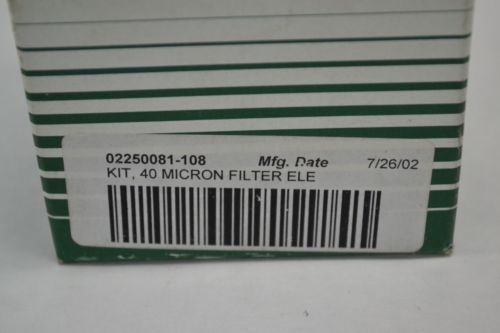 02250081-108 Mfg. Date 7/26/02
KIT, 40 MICRON FILTER ELE